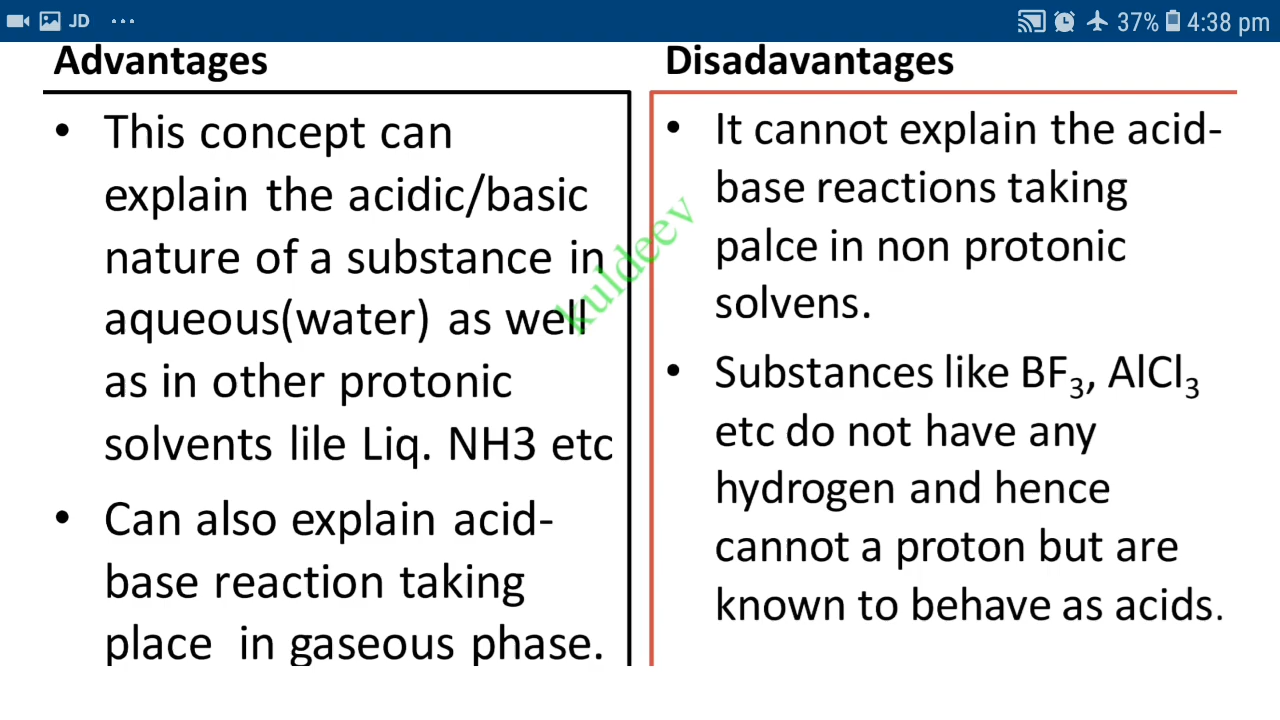 JD ... 37% 4:38 pm
Advantages
This concept can
explain the acidic/basic
nature of a substance in
aqueous(water) as well
as in other protonic
solvents lile Liq. NH3 etc
Can also explain acid-
base reaction taking
place in gaseous phase.
Disadavantages
It cannot explain the acid-
base reactions taking
palce in non protonic
solvens.
Substances like BF₃, AlCl₃
etc do not have any
hydrogen and hence
cannot a proton but are
known to behave as acids.
kuldeev